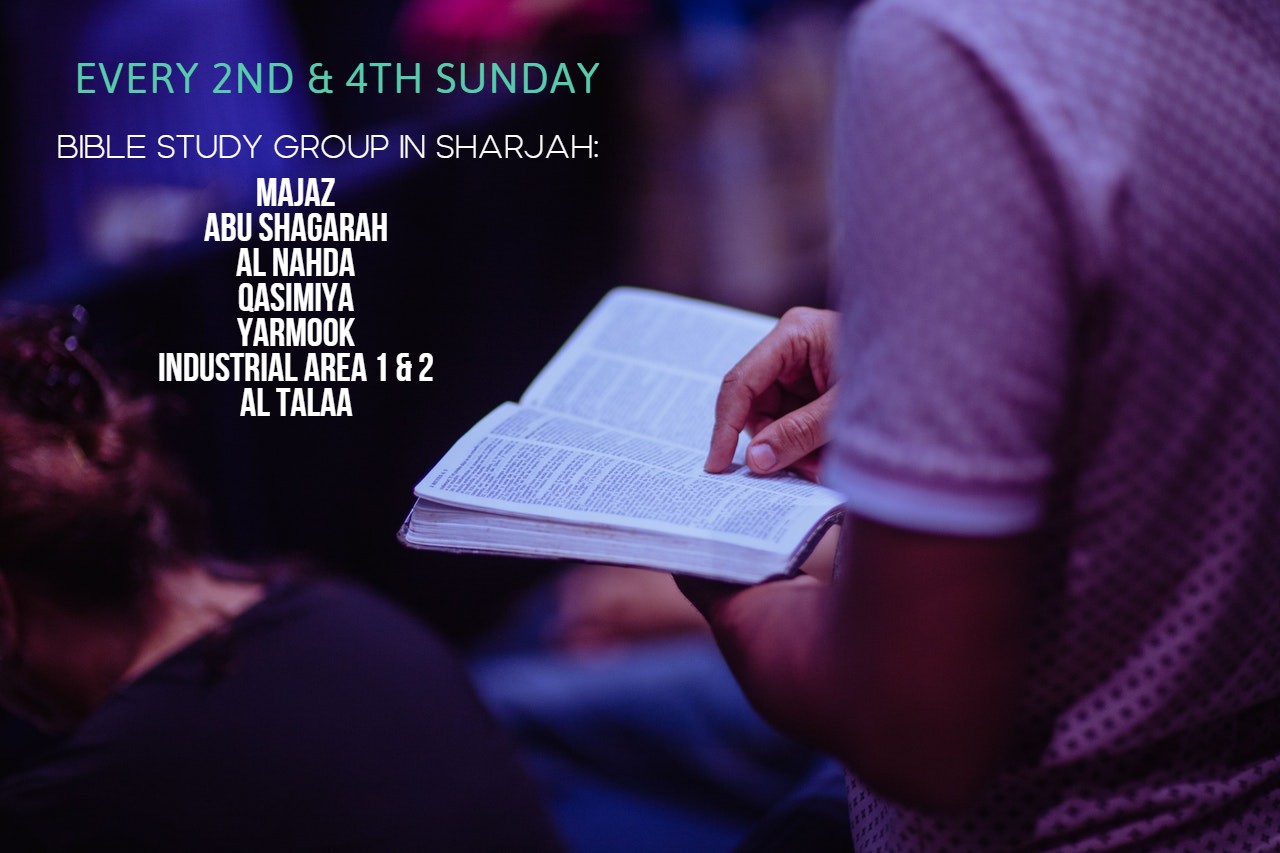 EVERY 2ND & 4TH SUNDAY
BIBLE STUDY GROUP IN SHARJAH:
MAJAZ
ABU SHAGARAH
AL NAHDA
QASIMIYA
YARMOOK
INDUSTRIAL AREA 1 & 2
AL TALAA